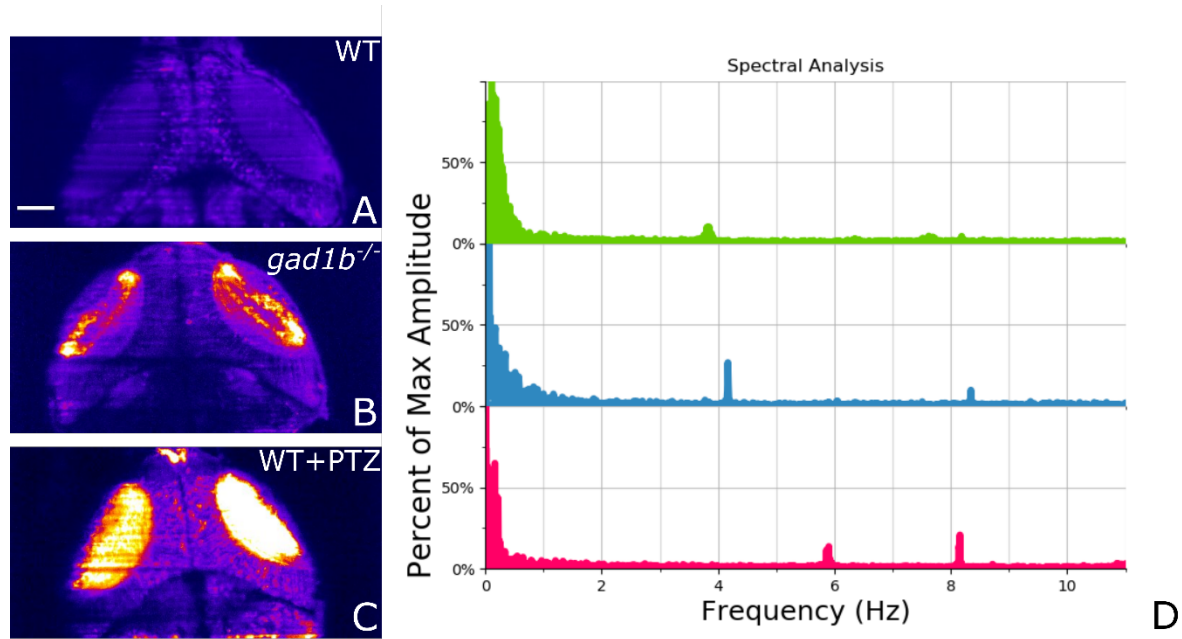 WT
A
gad1b-/-
B
WT+PTZ
C
Spectral Analysis
Percent of Max Amplitude
50%
0%
50%
0%
50%
0%
0 2 4 6 8 10
Frequency (Hz)
D